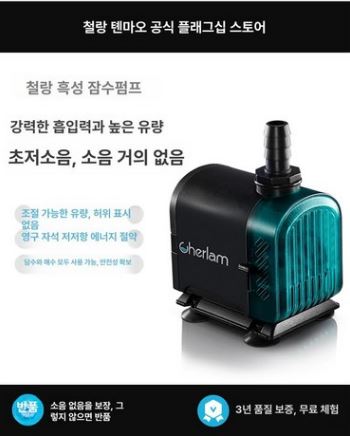 철랑 톈마오 공식 플래그십 스토어
철랑 흑성 잠수펌프
강력한 흡입력과 높은 유량
초저소음, 소음 거의 없음
조절 가능한 유량, 허위 표시
없음
영구 자석 저저항 에너지 절약
담수와 해수 모두 사용 가능, 안전성 확보
Cherlam
반품
소음 없음을 보장, 그
렇지 않으면 반품
3년 품질 보증, 무료 체험